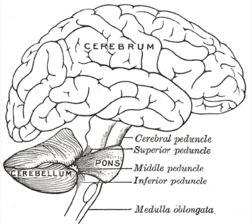 CEREBRUM
Cerebral peduncle
Superior peduncle
PONS
CEREBELLUM
Middle peduncle
Inferior peduncle
Medulla oblongata